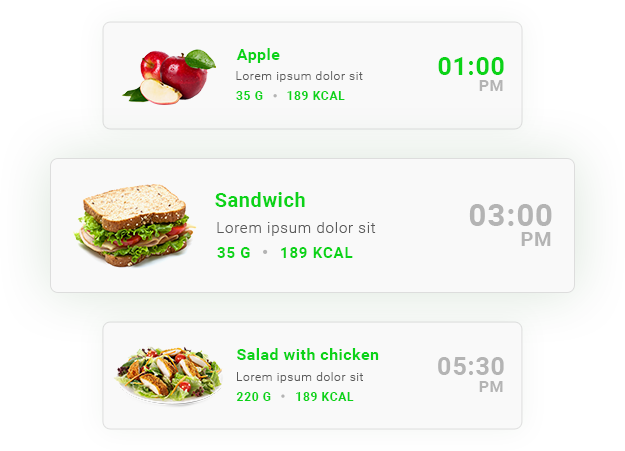 Apple
Lorem ipsum dolor sit
35 G • 189 KCAL
01:00
PM
Sandwich
Lorem ipsum dolor sit
35 G • 189 KCAL
03:00
PM
Salad with chicken
Lorem ipsum dolor sit
220 G • 189 KCAL
05:30
PM